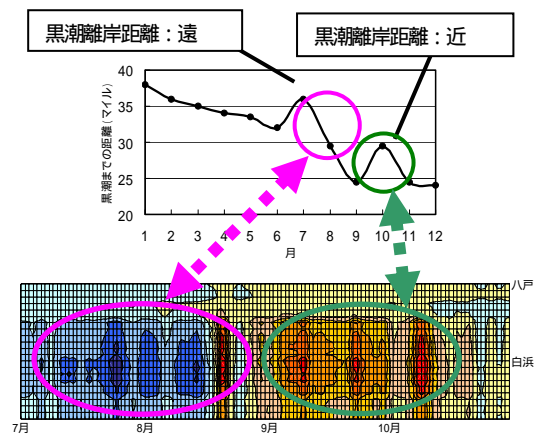 黒潮離岸距離：遠
黒潮離岸距離：近
黒潮までの距離(マイル)
40
35
30
25
20
1 2 3 4 5 6 7 8 9 10 11 12
月
八戸
白浜
7月 8月 9月 10月